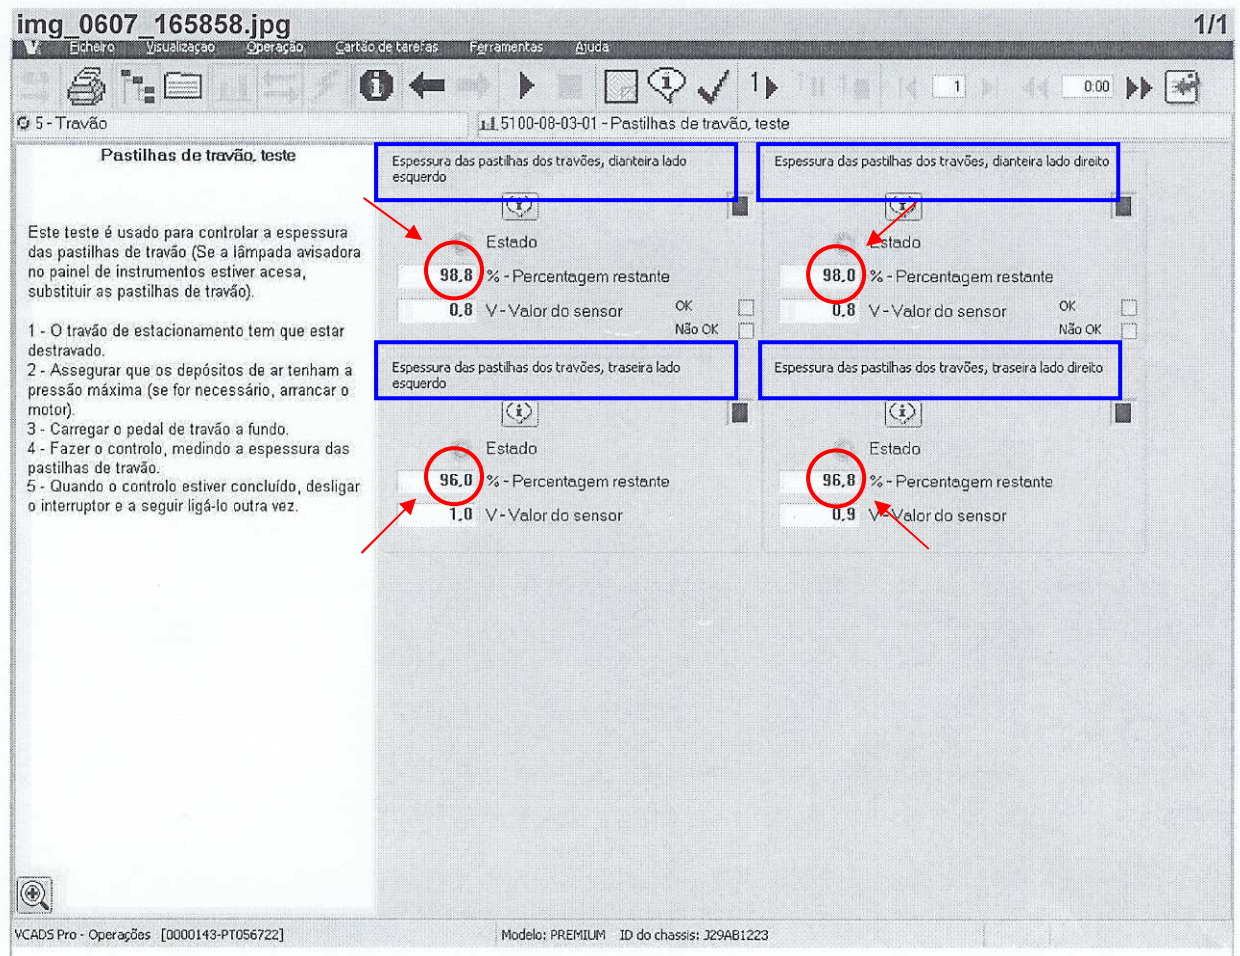 img_0607_165858.jpg 1/1
Ficheiro Visualização Operação Cartão de tarefas Ferramentas Ajuda
1 1 0:00
5 - Travão 5100-08-03-01 - Pastilhas de travão, teste
Pastilhas de travão, teste
Este teste é usado para controlar a espessura
das pastilhas de travão (Se a lâmpada avisadora
no painel de instrumentos estiver acesa,
substituir as pastilhas de travão).
1 - O travão de estacionamento tem que estar
destravado.
2 - Assegurar que os depósitos de ar tenham a
pressão máxima (se for necessário, arrancar o
motor).
3 - Carregar o pedal de travão a fundo.
4 - Fazer o controlo, medindo a espessura das
pastilhas de travão.
5 - Quando o controlo estiver concluído, desligar
o interruptor e a seguir ligá-lo outra vez.
Espessura das pastilhas dos travões, dianteira lado
esquerdo
Estado
98,8 % - Percentagem restante
0,8 V - Valor do sensor
OK
Não OK
Espessura das pastilhas dos travões, dianteira lado direito
Estado
98,0 % - Percentagem restante
0,8 V - Valor do sensor
OK
Não OK
Espessura das pastilhas dos travões, traseira lado
esquerdo
Estado
96,0 % - Percentagem restante
1,0 V - Valor do sensor
Espessura das pastilhas dos travões, traseira lado direito
Estado
96,8 % - Percentagem restante
0,9 V - Valor do sensor
VCADS Pro - Operações [0000143-PT056722] Modelo: PREMIUM ID do chassis: J29AB1223